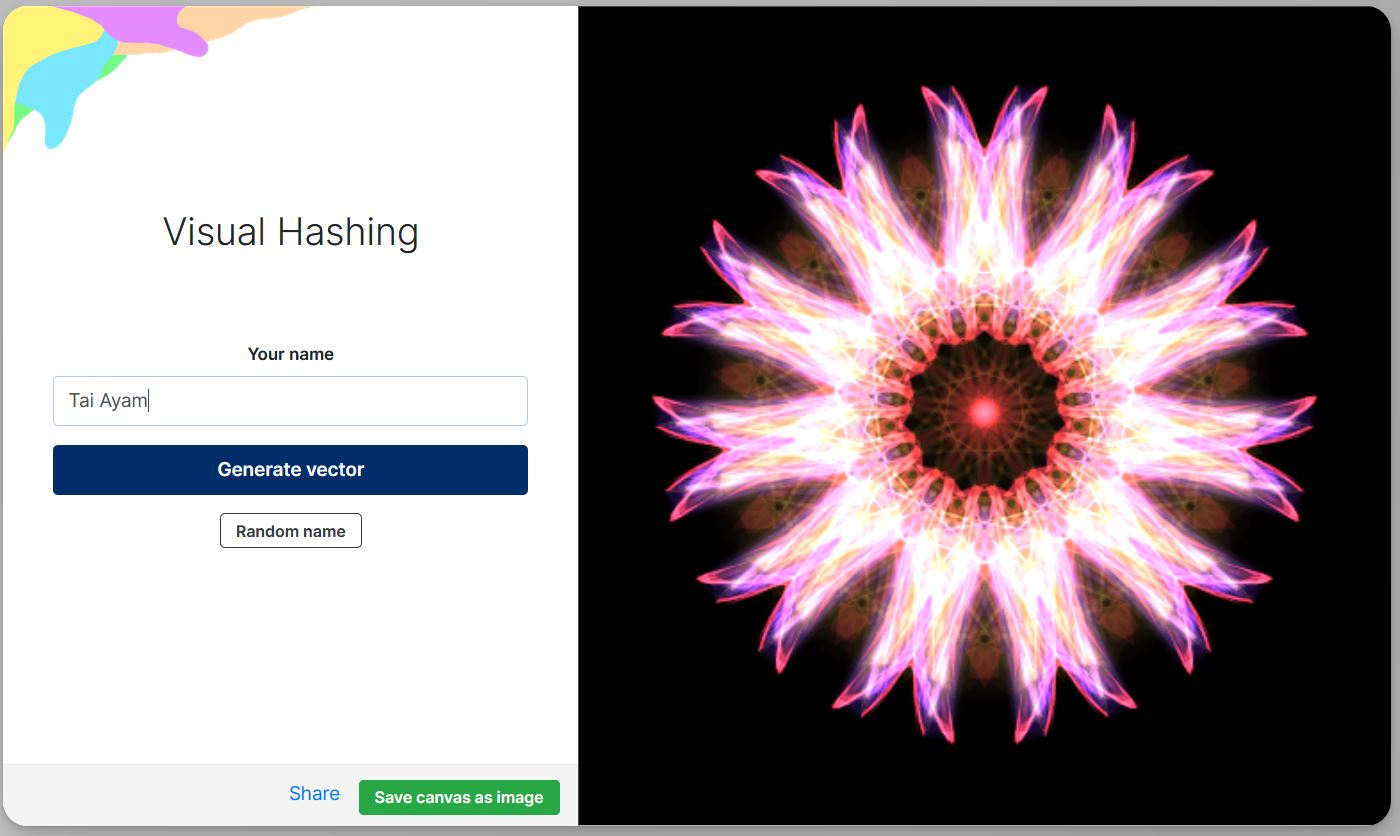 Visual Hashing
Your name
Tai Ayam
Generate vector
Random name
Share
Save canvas as image